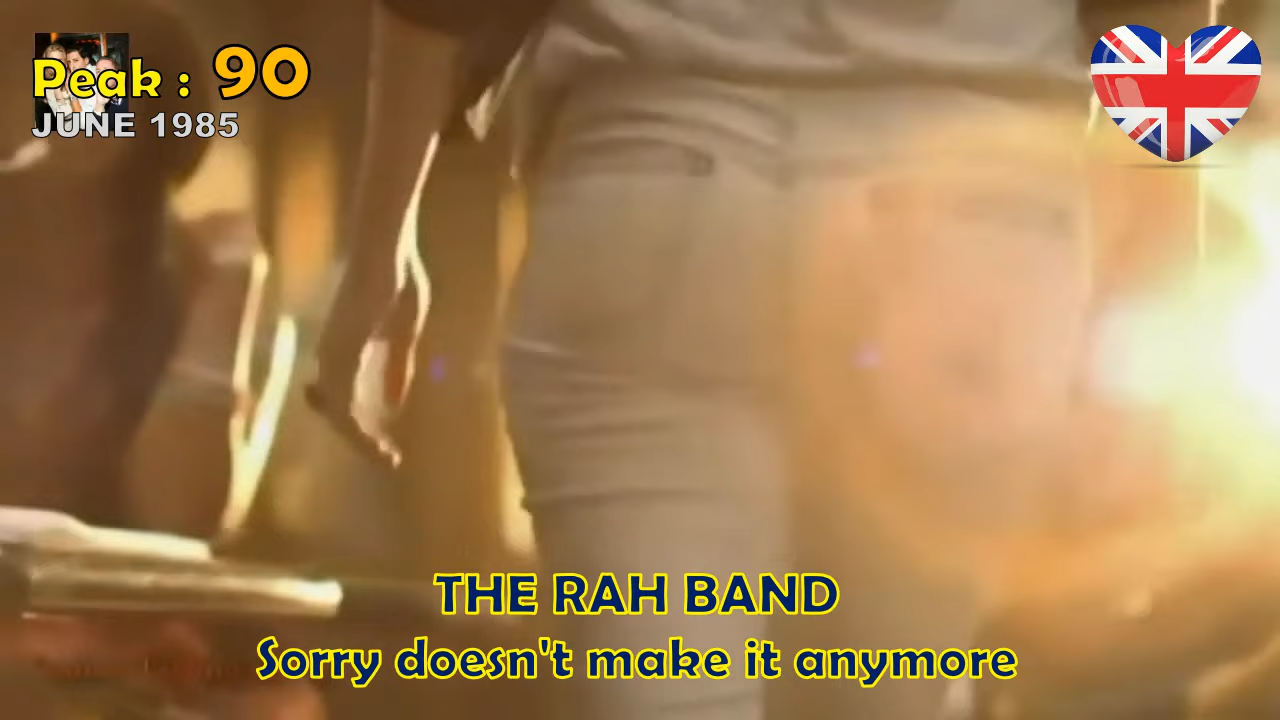 Peak : 90
JUNE 1985
THE RAH BAND
Sorry doesn't make it anymore